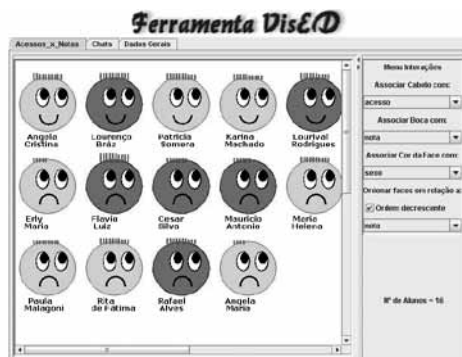 Ferramenta DisED
Acessos_x_Notas Chats Dados Gerais
Menu Interações
Associar Cabelo com:
acesso
Associar Boca com:
nota
Associar Cor da Face com:
sexo
Ordenar faces em relação a:
Ordem decrescente
nota
Nº de Alunos = 16
Angela Cristina
Lourenço Bráz
Patricia Somera
Karina Machado
Lourival Rodrigues
Erly Maria
Flavio Luiz
Cesar Silva
Mauricio Antonio
Maria Helena
Paula Malagoni
Rita de Fátima
Rafael Alves
Angela Maria